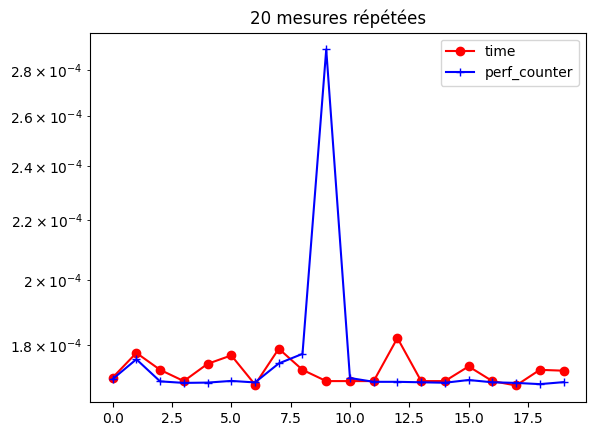 20 mesures répétées
time
perf_counter
2.8 × 10⁻⁴
2.6 × 10⁻⁴
2.4 × 10⁻⁴
2.2 × 10⁻⁴
2 × 10⁻⁴
1.8 × 10⁻⁴
0.0 2.5 5.0 7.5 10.0 12.5 15.0 17.5